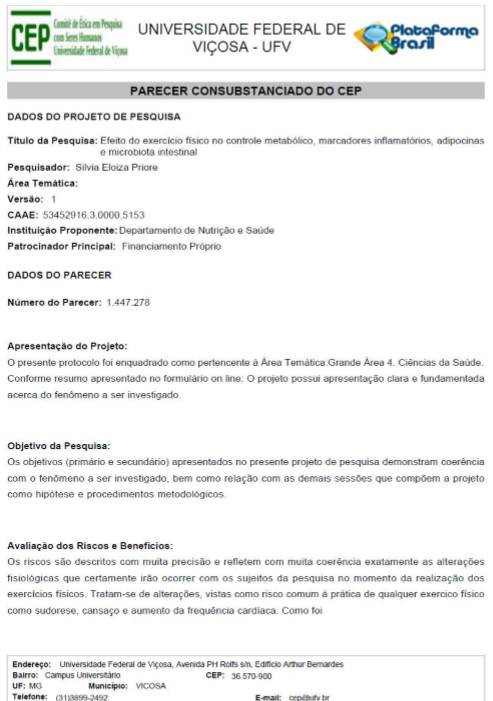 CEP
Comitê de Ética em Pesquisa
com Seres Humanos
Universidade Federal de Viçosa
UNIVERSIDADE FEDERAL DE
VIÇOSA - UFV
Plataforma
Brasil
PARECER CONSUBSTANCIADO DO CEP
DADOS DO PROJETO DE PESQUISA
Título da Pesquisa: Efeito do exercício físico no controle metabólico, marcadores inflamatórios, adipocinas
e microbiota intestinal
Pesquisador: Silvia Eloiza Priore
Área Temática:
Versão: 1
CAAE: 53452916.3.0000.5153
Instituição Proponente: Departamento de Nutrição e Saúde
Patrocinador Principal: Financiamento Próprio
DADOS DO PARECER
Número do Parecer: 1.447.278
Apresentação do Projeto:
O presente protocolo foi enquadrado como pertencente à Área Temática:Grande Área 4. Ciências da Saúde.
Conforme resumo apresentado no formulário on line: O projeto possui apresentação clara e fundamentada
acerca do fenômeno a ser investigado.
Objetivo da Pesquisa:
Os objetivos (primário e secundário) apresentados no presente projeto de pesquisa demonstram coerência
com o fenômeno a ser investigado, bem como relação com as demais sessões que compõem a projeto
como hipótese e procedimentos metodológicos.
Avaliação dos Riscos e Benefícios:
Os riscos são descritos com muita precisão e refletem com muita coerência exatamente as alterações
fisiológicas que certamente irão ocorrer com os sujeitos da pesquisa no momento da realização dos
exercícios físicos. Tratam-se de alterações, vistas como risco comum á prática de qualquer exercico físico
como sudorese, cansaço e aumento da frequência cardíaca. Como foi
Endereço: Universidade Federal de Viçosa, Avenida PH Rolfs s/n, Edifício Arthur Bernardes
Bairro: Campus Universitário CEP: 36.570-900
UF: MG Município: VICOSA
Telefone: (31)3899-2492 E-mail: cep@ufv.br